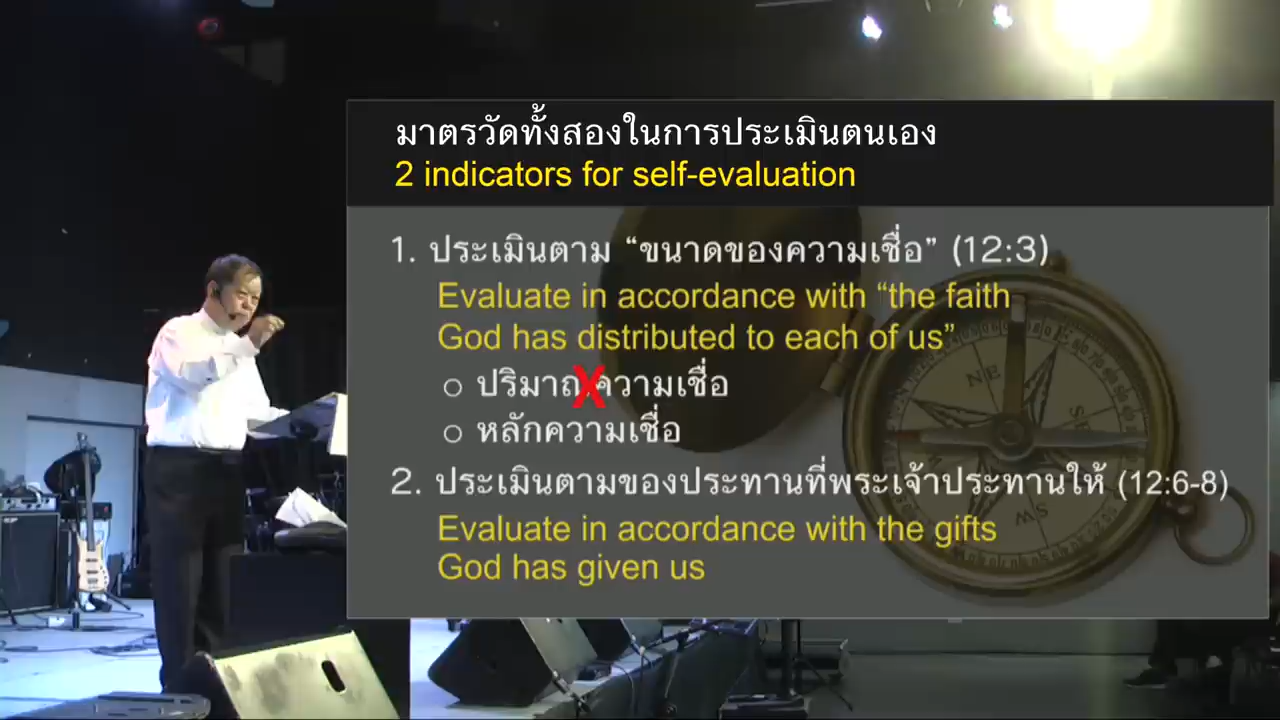 มาตรวัดทั้งสองในการประเมินตนเอง
2 indicators for self-evaluation
1. ประเมินตาม “ขนาดของความเชื่อ” (12:3)
Evaluate in accordance with “the faith
God has distributed to each of us”
○ ปริมาณ X ความเชื่อ
○ หลักความเชื่อ
2. ประเมินตามของประทานที่พระเจ้าประทานให้ (12:6-8)
Evaluate in accordance with the gifts
God has given us
NE
SE
SW